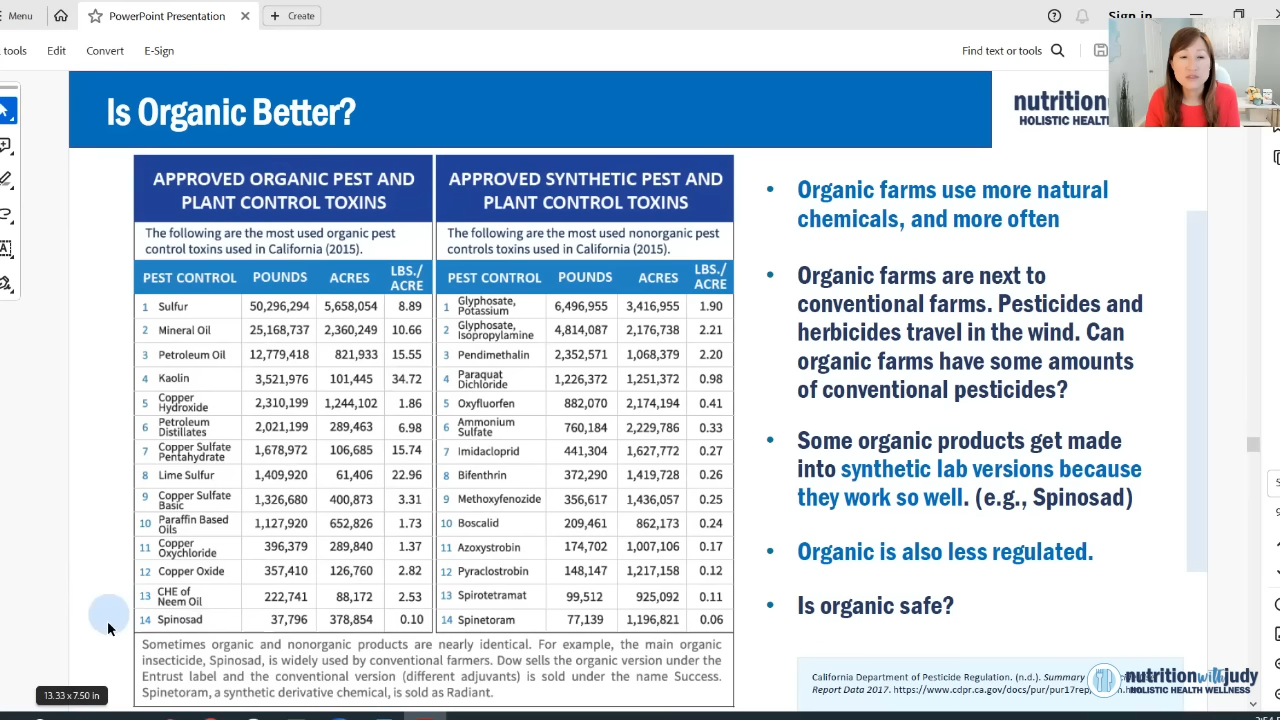 Menu
PowerPoint Presentation
Create
Sign in
tools
Edit
Convert
E-Sign
Find text or tools
Is Organic Better?
nutrition
HOLISTIC HEALTH
APPROVED ORGANIC PEST AND
PLANT CONTROL TOXINS
The following are the most used organic pest
control toxins used in California (2015).
PEST CONTROL POUNDS ACRES LBS./
ACRE
1 Sulfur 50,296,294 5,658,054 8.89
2 Mineral Oil 25,168,737 2,360,249 10.66
3 Petroleum Oil 12,779,418 821,933 15.55
4 Kaolin 3,521,976 101,445 34.72
5 Copper
Hydroxide 2,310,199 1,244,102 1.86
6 Petroleum
Distillates 2,021,199 289,463 6.98
7 Copper Sulfate
Pentahydrate 1,678,972 106,685 15.74
8 Lime Sulfur 1,409,920 61,406 22.96
9 Copper Sulfate
Basic 1,326,680 400,873 3.31
10 Paraffin Based
Oils 1,127,920 652,826 1.73
11 Copper
Oxychloride 396,379 289,840 1.37
12 Copper Oxide 357,410 126,760 2.82
13 CHE of
Neem Oil 222,741 88,172 2.53
14 Spinosad 37,796 378,854 0.10
APPROVED SYNTHETIC PEST AND
PLANT CONTROL TOXINS
The following are the most used nonorganic pest
controls toxins used in California (2015).
PEST CONTROL POUNDS ACRES LBS./
ACRE
1 Glyphosate,
Potassium 6,496,955 3,416,955 1.90
2 Glyphosate,
Isopropylamine 4,814,087 2,176,738 2.21
3 Pendimethalin 2,352,571 1,068,379 2.20
4 Paraquat
Dichloride 1,226,372 1,251,372 0.98
5 Oxyfluorfen 882,070 2,174,194 0.41
6 Ammonium
Sulfate 760,184 2,229,786 0.33
7 Imidacloprid 441,304 1,627,772 0.27
8 Bifenthrin 372,290 1,419,728 0.26
9 Methoxyfenozide 356,617 1,436,057 0.25
10 Boscalid 209,461 862,173 0.24
11 Azoxystrobin 174,702 1,007,106 0.17
12 Pyraclostrobin 148,147 1,217,158 0.12
13 Spirotetramat 99,512 925,092 0.11
14 Spinetoram 77,139 1,196,821 0.06
Sometimes organic and nonorganic products are nearly identical. For example, the main organic
insecticide, Spinosad, is widely used by conventional farmers. Dow sells the organic version under the
Entrust label and the conventional version (different adjuvants) is sold under the name Success.
Spinetoram, a synthetic derivative chemical, is sold as Radiant.
• Organic farms use more natural
chemicals, and more often
• Organic farms are next to
conventional farms. Pesticides and
herbicides travel in the wind. Can
organic farms have some amounts
of conventional pesticides?
• Some organic products get made
into synthetic lab versions because
they work so well. (e.g., Spinosad)
• Organic is also less regulated.
• Is organic safe?
California Department of Pesticide Regulation. (n.d.). Summary
Report Data 2017. https://www.cdpr.ca.gov/docs/pur/pur17rep
nutrition with judy
HOLISTIC HEALTH WELLNESS
13.33 x 7.50 in